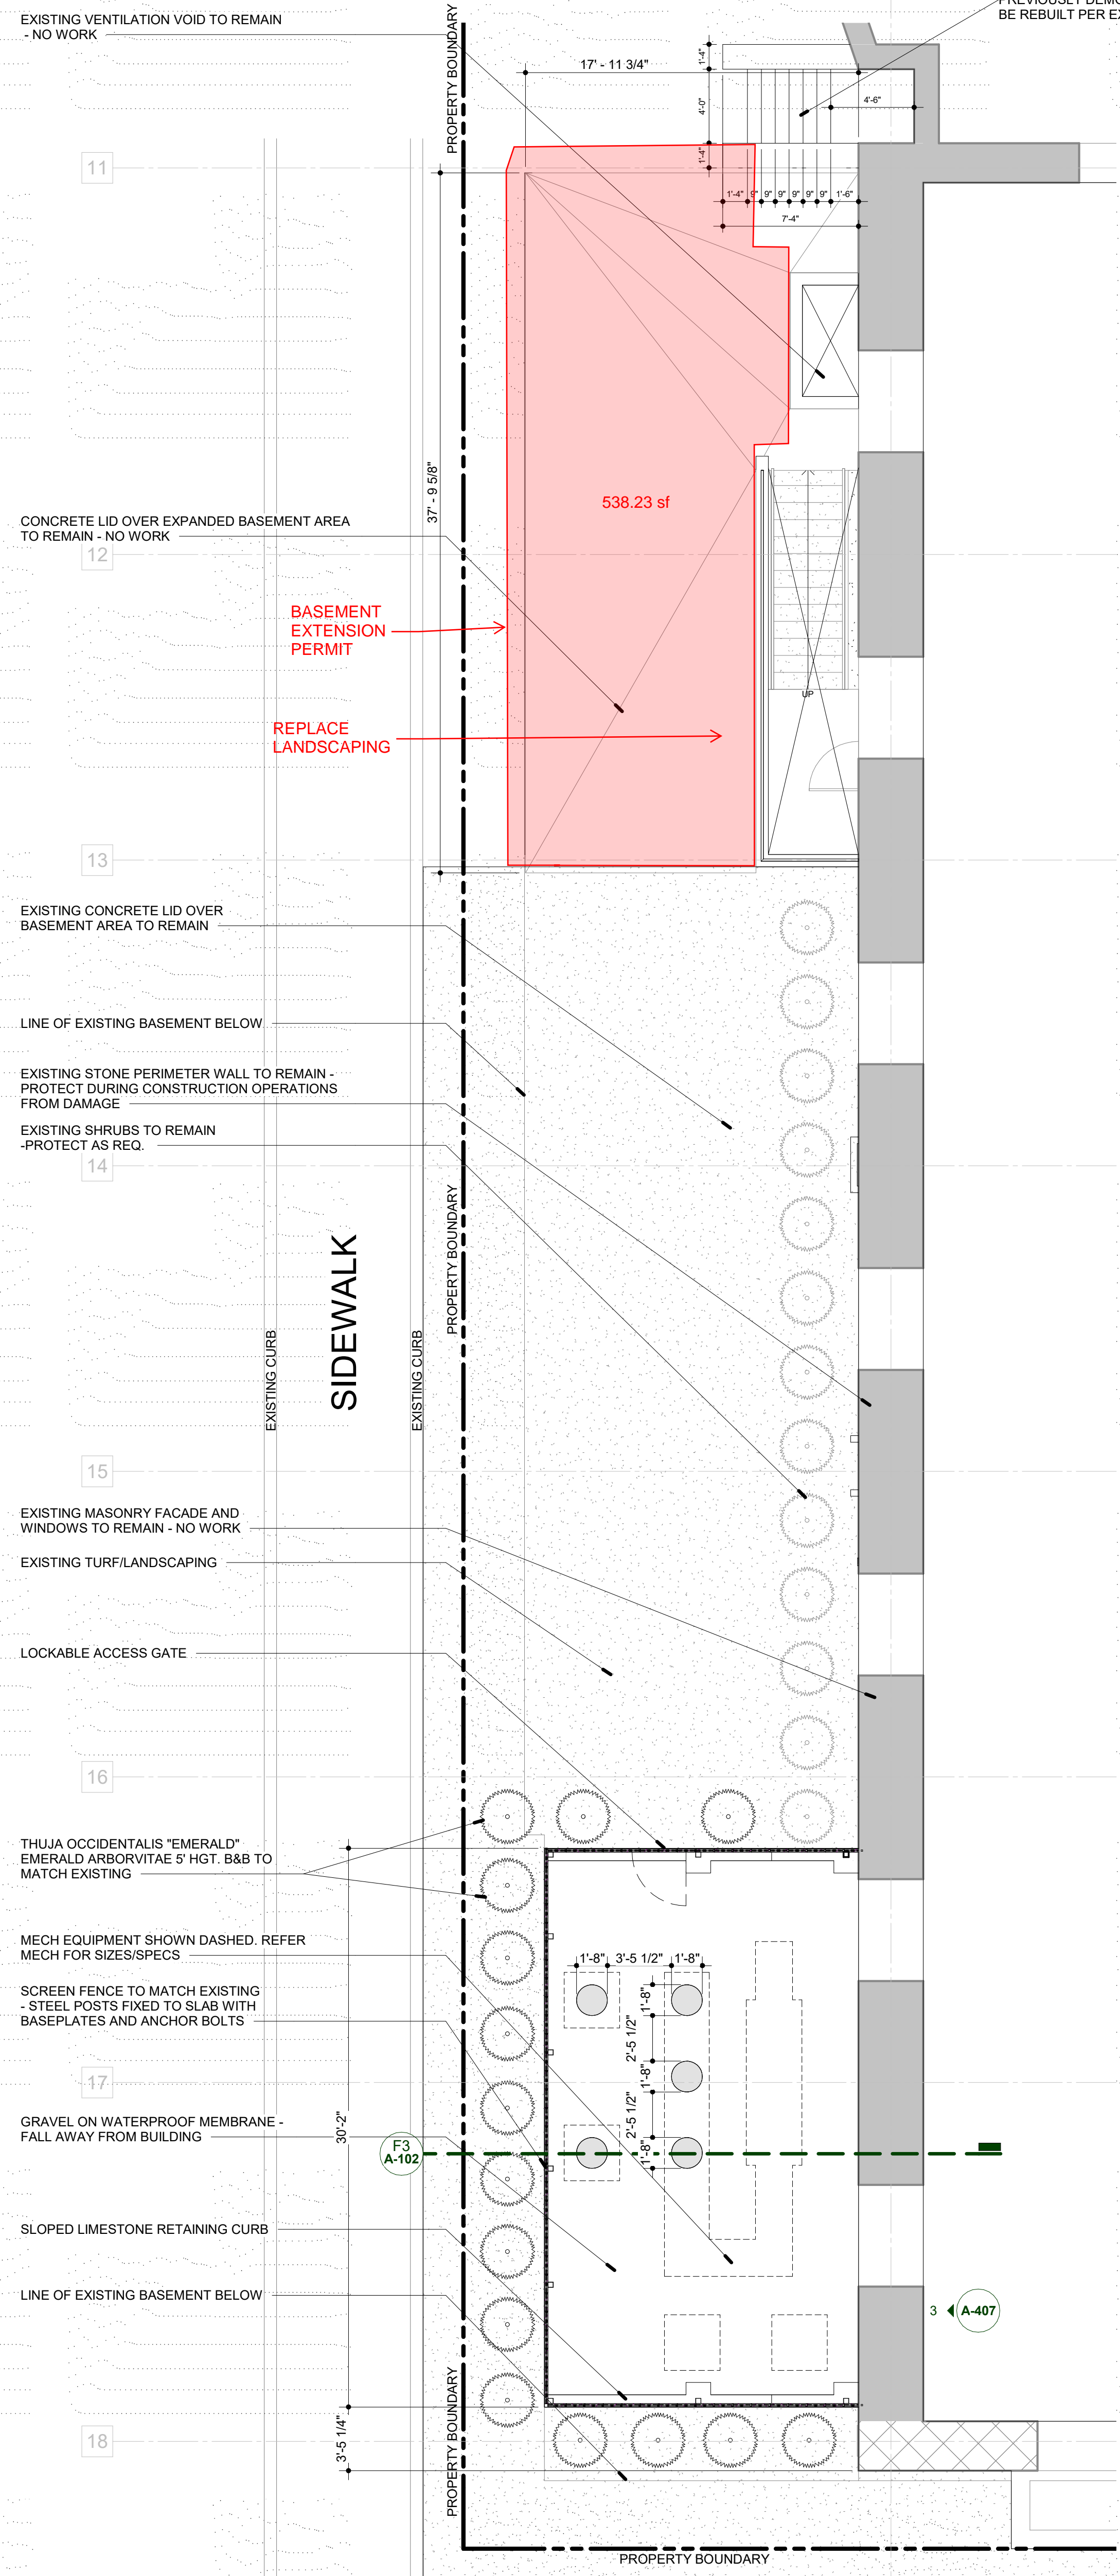 EXISTING VENTILATION VOID TO REMAIN
- NO WORK
PROPERTY BOUNDARY
BE REBUILT PER EX
17' - 11 3/4"
1'-4"
4'-0"
1'-4"
4'-6"
11
1'-4"
9"
9"
9"
9"
9"
9"
1'-6"
7'-4"
37' - 9 5/8"
538.23 sf
CONCRETE LID OVER EXPANDED BASEMENT AREA
TO REMAIN - NO WORK
12
BASEMENT
EXTENSION
PERMIT
UP
REPLACE
LANDSCAPING
13
EXISTING CONCRETE LID OVER
BASEMENT AREA TO REMAIN
LINE OF EXISTING BASEMENT BELOW
EXISTING STONE PERIMETER WALL TO REMAIN -
PROTECT DURING CONSTRUCTION OPERATIONS
FROM DAMAGE
EXISTING SHRUBS TO REMAIN
-PROTECT AS REQ.
14
PROPERTY BOUNDARY
SIDEWALK
EXISTING CURB
EXISTING CURB
15
EXISTING MASONRY FACADE AND
WINDOWS TO REMAIN - NO WORK
EXISTING TURF/LANDSCAPING
LOCKABLE ACCESS GATE
16
THUJA OCCIDENTALIS "EMERALD"
EMERALD ARBORVITAE 5' HGT. B&B TO
MATCH EXISTING
MECH EQUIPMENT SHOWN DASHED. REFER
MECH FOR SIZES/SPECS
1'-8"
3'-5 1/2"
1'-8"
SCREEN FENCE TO MATCH EXISTING
- STEEL POSTS FIXED TO SLAB WITH
BASEPLATES AND ANCHOR BOLTS
1'-8"
2'-5 1/2"
1'-8"
2'-5 1/2"
1'-8"
17
GRAVEL ON WATERPROOF MEMBRANE -
FALL AWAY FROM BUILDING
30'-2"
F3
A-102
SLOPED LIMESTONE RETAINING CURB
LINE OF EXISTING BASEMENT BELOW
3
A-407
PROPERTY BOUNDARY
18
3'-5 1/4"
PROPERTY BOUNDARY